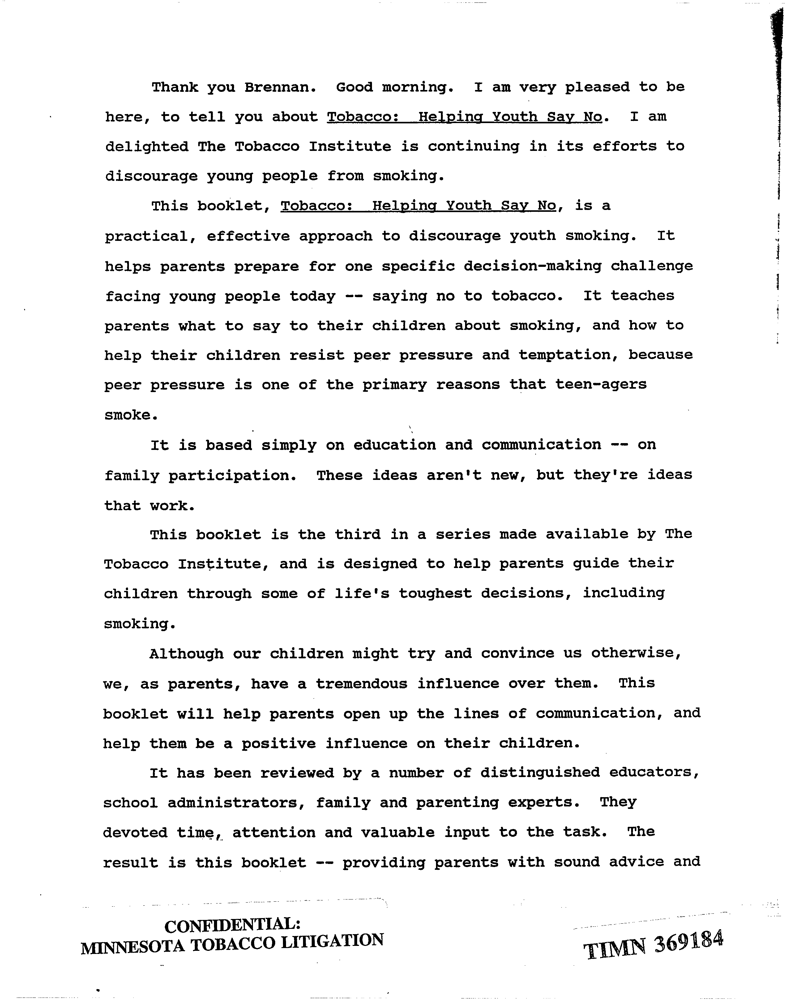 Thank you Brennan. Good morning. I am very pleased to be
here, to tell you about Tobacco: Helping Youth Say No. I am
delighted The Tobacco Institute is continuing in its efforts to
discourage young people from smoking.
This booklet, Tobacco: Helping Youth Say No, is a
practical, effective approach to discourage youth smoking. It
helps parents prepare for one specific decision-making challenge
facing young people today -- saying no to tobacco. It teaches
parents what to say to their children about smoking, and how to
help their children resist peer pressure and temptation, because
peer pressure is one of the primary reasons that teen-agers
smoke.
It is based simply on education and communication -- on
family participation. These ideas aren't new, but they're ideas
that work.
This booklet is the third in a series made available by The
Tobacco Institute, and is designed to help parents guide their
children through some of life's toughest decisions, including
smoking.
Although our children might try and convince us otherwise,
we, as parents, have a tremendous influence over them. This
booklet will help parents open up the lines of communication, and
help them be a positive influence on their children.
It has been reviewed by a number of distinguished educators,
school administrators, family and parenting experts. They
devoted time, attention and valuable input to the task. The
result is this booklet -- providing parents with sound advice and
CONFIDENTIAL:
MINNESOTA TOBACCO LITIGATION
TIMN 369184